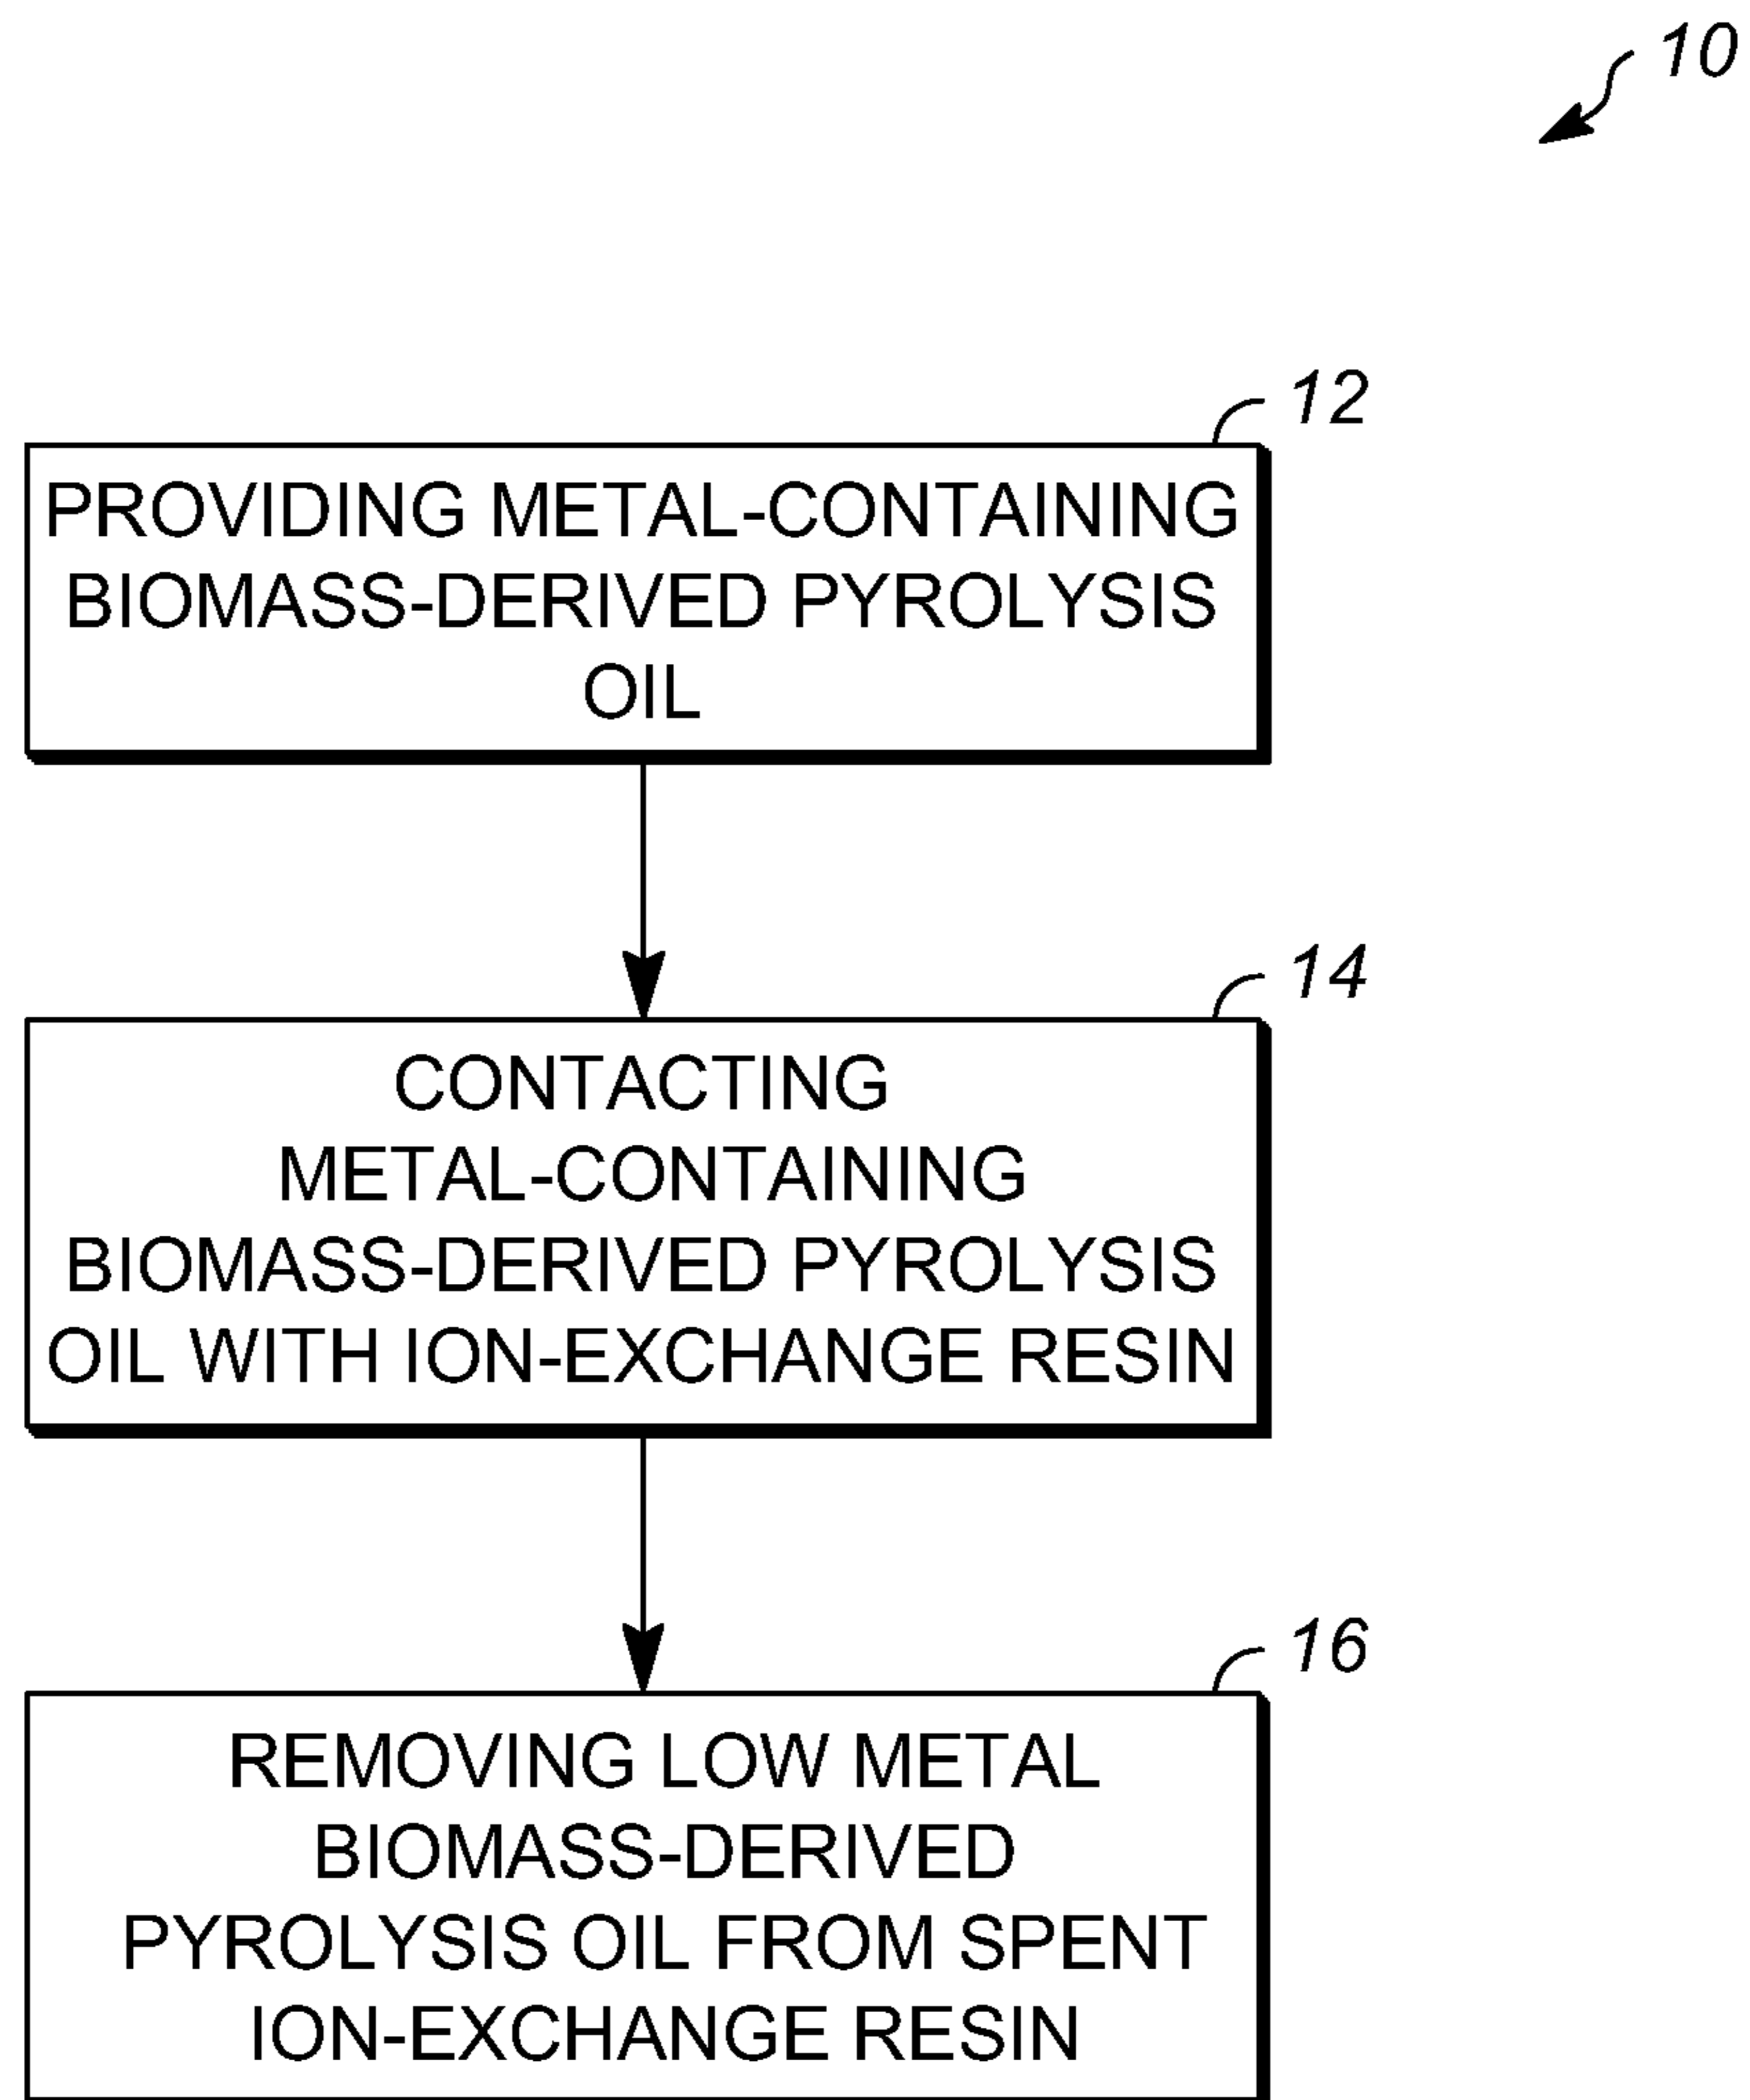 10
12
PROVIDING METAL-CONTAINING
BIOMASS-DERIVED PYROLYSIS
OIL
14
CONTACTING
METAL-CONTAINING
BIOMASS-DERIVED PYROLYSIS
OIL WITH ION-EXCHANGE RESIN
16
REMOVING LOW METAL
BIOMASS-DERIVED
PYROLYSIS OIL FROM SPENT
ION-EXCHANGE RESIN